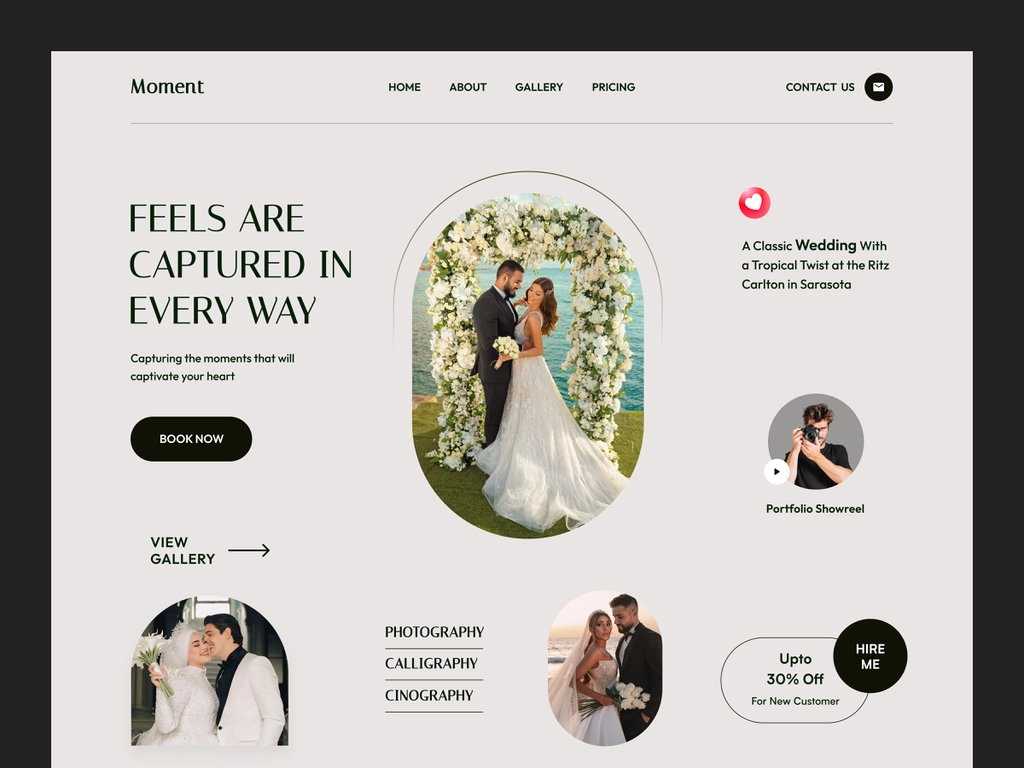 Moment
HOME
ABOUT
GALLERY
PRICING
CONTACT US
FEELS ARE
CAPTURED IN
EVERY WAY
Capturing the moments that will
captivate your heart
BOOK NOW
A Classic Wedding With
a Tropical Twist at the Ritz
Carlton in Sarasota
Portfolio Showreel
VIEW
GALLERY
PHOTOGRAPHY
CALLIGRAPHY
CINOGRAPHY
Upto
30% Off
For New Customer
HIRE
ME